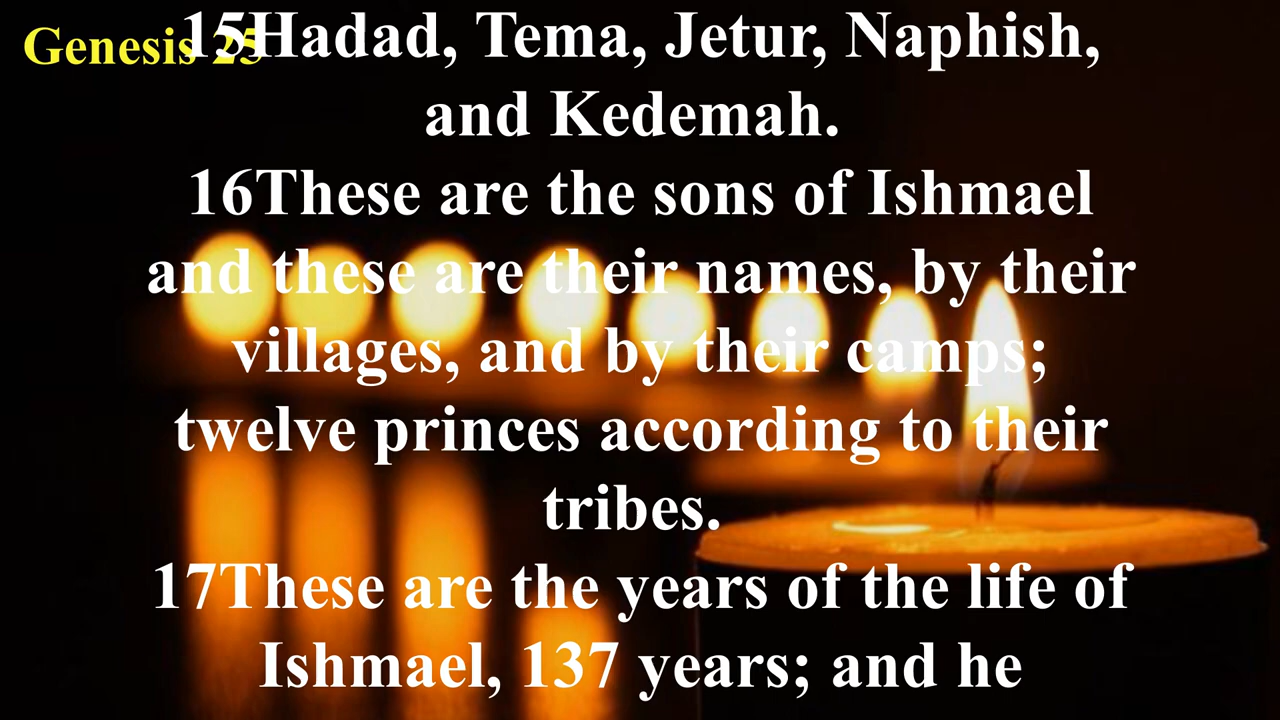 Genesis 25
15Hadad, Tema, Jetur, Naphish,
and Kedemah.
16These are the sons of Ishmael
and these are their names, by their
villages, and by their camps;
twelve princes according to their
tribes.
17These are the years of the life of
Ishmael, 137 years; and he